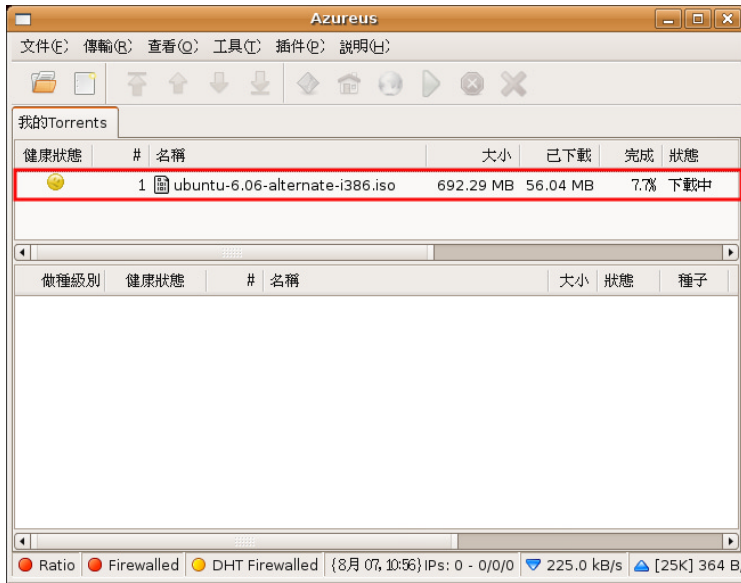 Azureus
文件(F) 傳輸(R) 查看(O) 工具(T) 插件(P) 說明(H)
我的Torrents
健康狀態 # 名稱 大小 已下載 完成 狀態
1 ubuntu-6.06-alternate-i386.iso 692.29 MB 56.04 MB 7.7% 下載中
做種級別 健康狀態 # 名稱 大小 狀態 種子
Ratio Firewalled DHT Firewalled {8月 07, 10:56} IPs: 0 - 0/0/0 225.0 kB/s [25K] 364 B